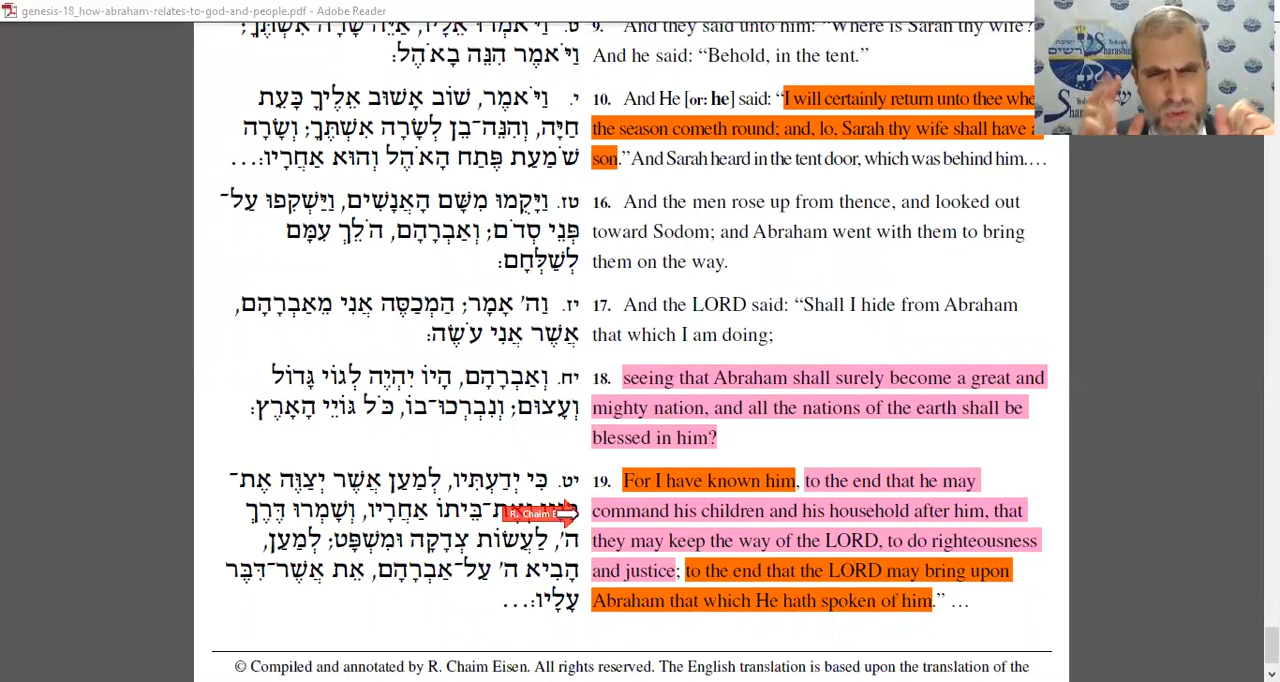 genesis-18_how-abraham-relates-to-god-and-people.pdf - Adobe Reader
ט. וַיֹּאמְרוּ אֵלָיו, אַיֵּה שָׂרָה אִשְׁתֶּךָ;
וַיֹּאמֶר הִנֵּה בָאֹהֶל:
9. And they said unto him: “Where is Sarah thy wife?
And he said: “Behold, in the tent.”
י. וַיֹּאמֶר, שׁוֹב אָשׁוּב אֵלֶיךָ כָּעֵת
חַיָּה, וְהִנֵּה-בֵן לְשָׂרָה אִשְׁתֶּךָ; וְשָׂרָה
שֹׁמַעַת פֶּתַח הָאֹהֶל וְהוּא אַחֲרָיו:…
10. And He [or: he] said: “I will certainly return unto thee whe
the season cometh round; and, lo, Sarah thy wife shall have a
son.” And Sarah heard in the tent door, which was behind him….
טז. וַיָּקֻמוּ מִשָּׁם הָאֲנָשִׁים, וַיַּשְׁקִפוּ עַל-
פְּנֵי סְדֹם; וְאַבְרָהָם, הֹלֵךְ עִמָּם
לְשַׁלְּחָם:
16. And the men rose up from thence, and looked out
toward Sodom; and Abraham went with them to bring
them on the way.
יז. וַה' אָמָר; הַמְכַסֶּה אֲנִי מֵאַבְרָהָם,
אֲשֶׁר אֲנִי עֹשֶׂה:
17. And the LORD said: “Shall I hide from Abraham
that which I am doing;
יח. וְאַבְרָהָם, הָיוֹ יִהְיֶה לְגוֹי גָּדוֹל
וְעָצוּם; וְנִבְרְכוּ-בוֹ, כֹּל גּוֹיֵי הָאָרֶץ:
18. seeing that Abraham shall surely become a great and
mighty nation, and all the nations of the earth shall be
blessed in him?
יט. כִּי יְדַעְתִּיו, לְמַעַן אֲשֶׁר יְצַוֶּה אֶת-
בֵּיתוֹ אַחֲרָיו, וְשָׁמְרוּ דֶּרֶךְ
ה', לַעֲשׂוֹת צְדָקָה וּמִשְׁפָּט; לְמַעַן,
הָבִיא ה' עַל-אַבְרָהָם, אֵת אֲשֶׁר-דִּבֶּר
עָלָיו:…
R. Chaim E
19. For I have known him, to the end that he may
command his children and his household after him, that
they may keep the way of the LORD, to do righteousness
and justice; to the end that the LORD may bring upon
Abraham that which He hath spoken of him.” …
© Compiled and annotated by R. Chaim Eisen. All rights reserved. The English translation is based upon the translation of the